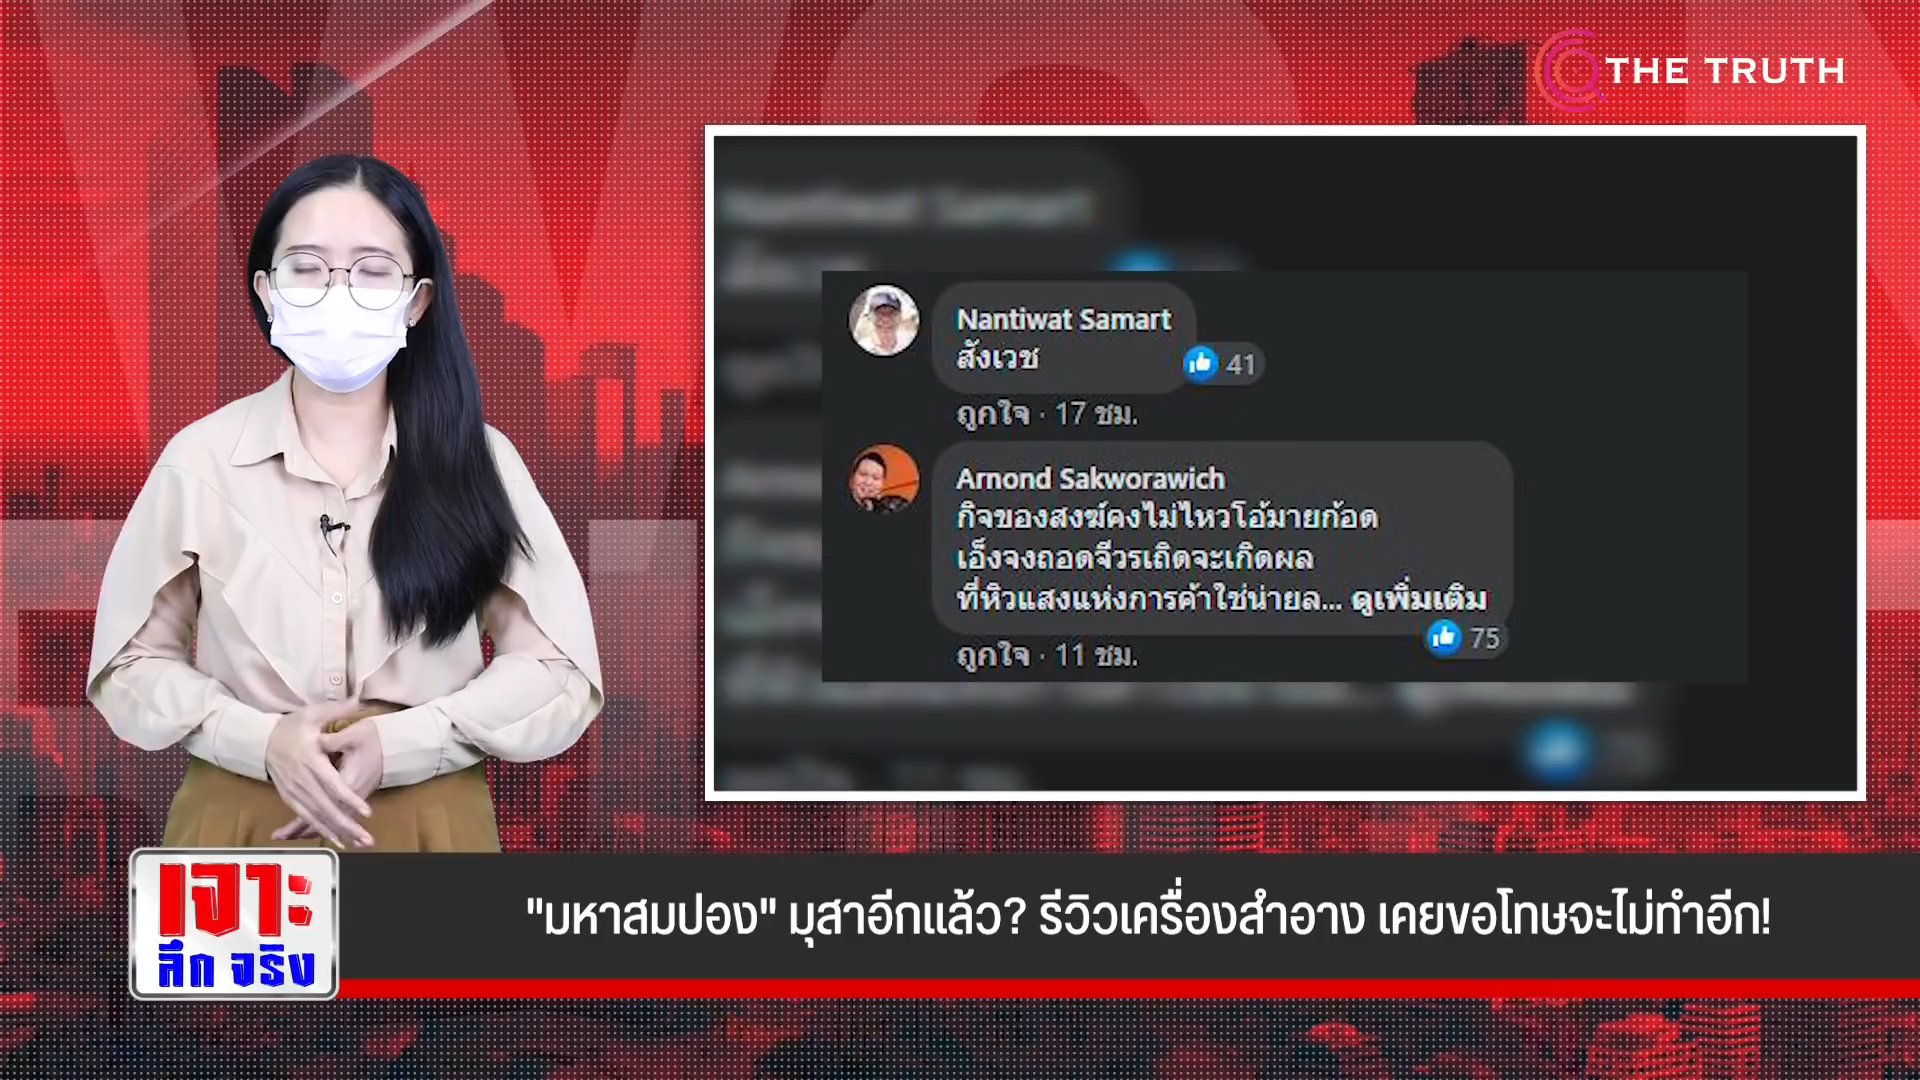 THE TRUTH
Nantiwat Samart
Nantiwat Samart
สังเวช
41
ถูกใจ · 17 ชม.
Arnond Sakworawich
กิจของสงฆ์คงไม่ไหวโอ้มายก้อด
เอ็งจงถอดจีวรเถิดจะเกิดผล
ที่หิวแสงแห่งการค้าใช่น่ายล... ดูเพิ่มเติม
75
ถูกใจ · 11 ชม.
เจาะ
ลึก จริง
"มหาสมปอง" มุสาอีกแล้ว? รีวิวเครื่องสำอาง เคยขอโทษจะไม่ทำอีก!